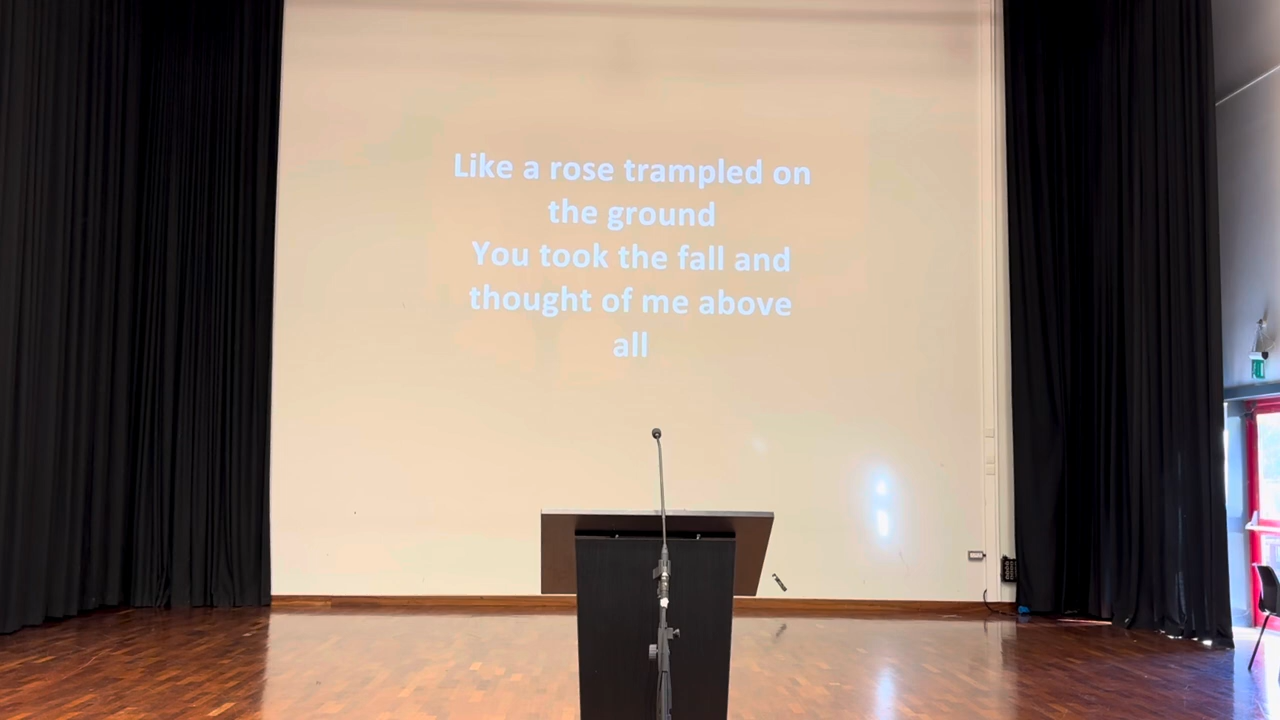 Like a rose trampled on
the ground
You took the fall and
thought of me above
all